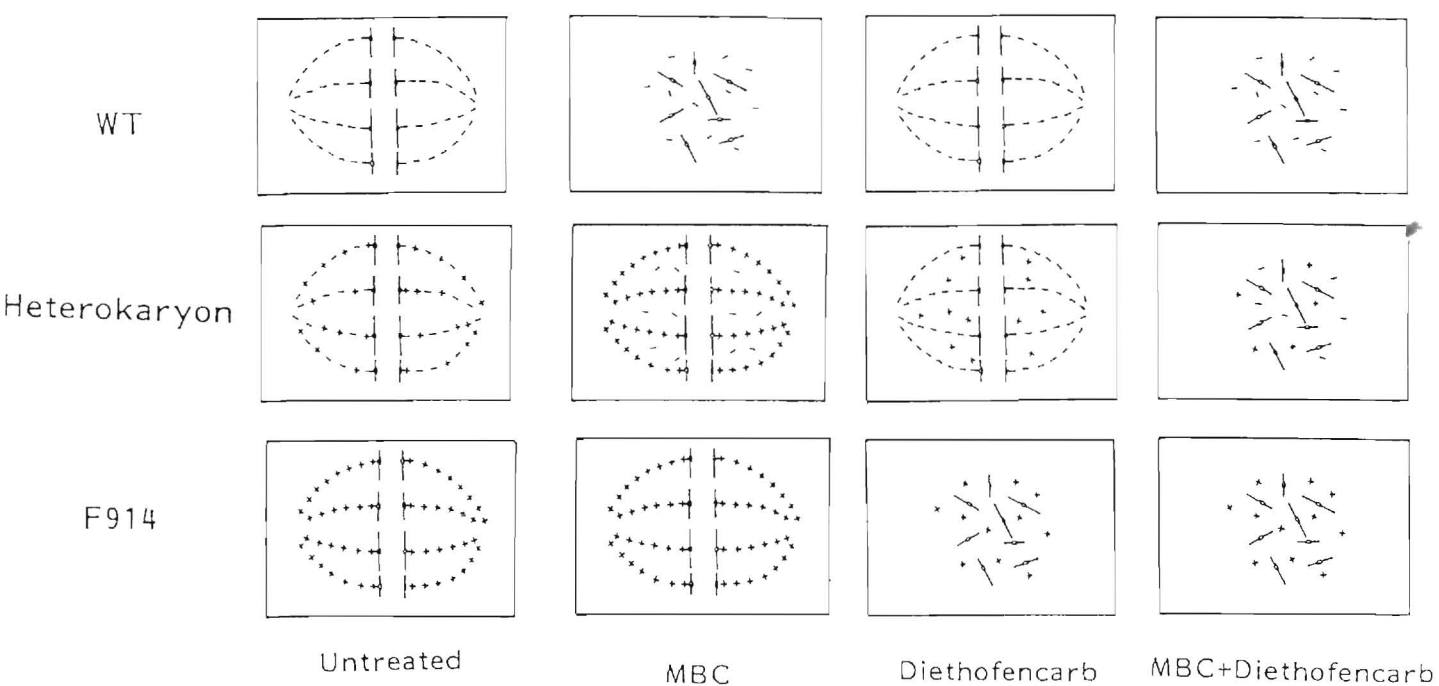 WT
Heterokaryon
F914
Untreated
MBC
Diethofencarb
MBC+Diethofencarb